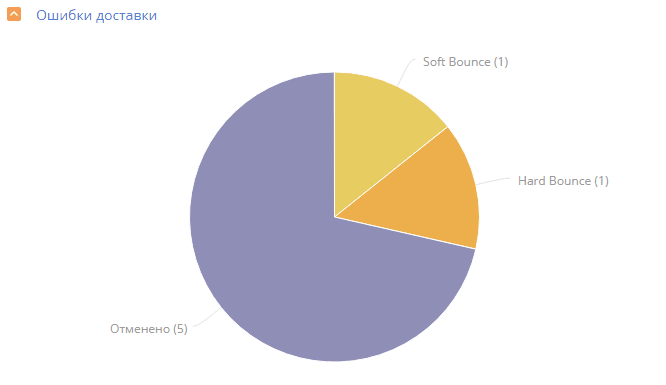 Ошибки доставки
Soft Bounce (1)
Hard Bounce (1)
Отменено (5)